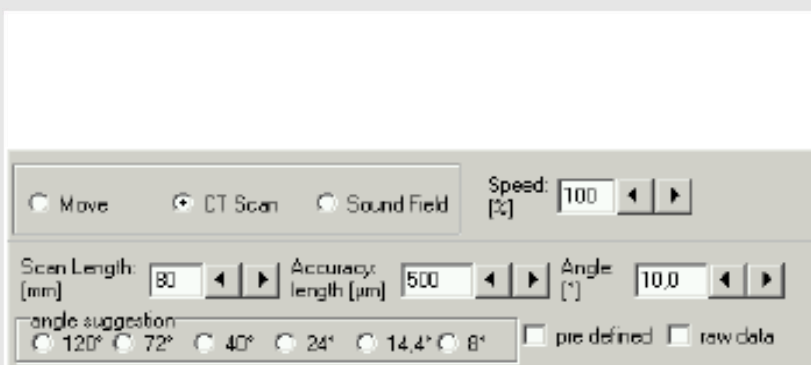 Move CT Scan Sound Field Speed: [%] 100
Scan Length: [mm] 80 Accuracy: length [µm] 500 Angle [°] 10,0
angle suggestion
120° 72° 40° 24° 14,4° 8° pre defined raw data